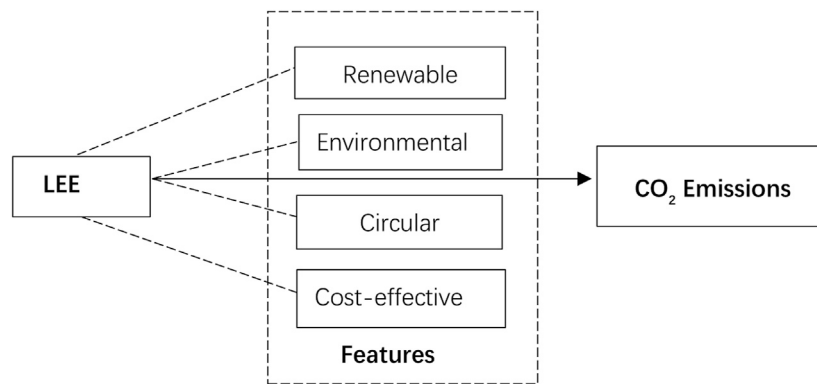 Renewable
Environmental
LEE
CO₂ Emissions
Circular
Cost-effective
Features